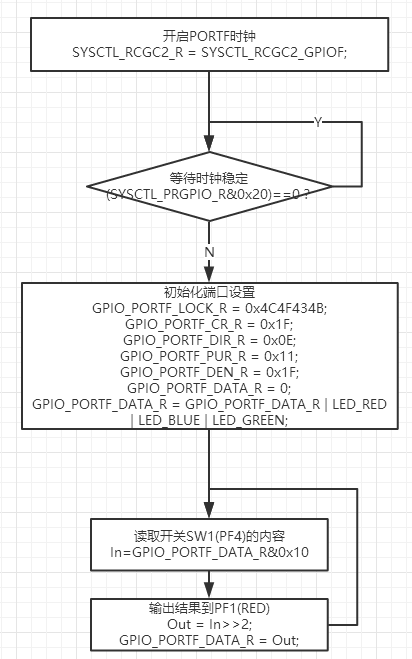 开启PORTF时钟
SYSCTL_RCGC2_R = SYSCTL_RCGC2_GPIOF;
Y
等待时钟稳定
(SYSCTL_PRGPIO_R&0x20)==0 ?
N
初始化端口设置
GPIO_PORTF_LOCK_R = 0x4C4F434B;
GPIO_PORTF_CR_R = 0x1F;
GPIO_PORTF_DIR_R = 0x0E;
GPIO_PORTF_PUR_R = 0x11;
GPIO_PORTF_DEN_R = 0x1F;
GPIO_PORTF_DATA_R = 0;
GPIO_PORTF_DATA_R = GPIO_PORTF_DATA_R | LED_RED
| LED_BLUE | LED_GREEN;
读取开关SW1(PF4)的内容
In=GPIO_PORTF_DATA_R&0x10
输出结果到PF1(RED)
Out = In>>2;
GPIO_PORTF_DATA_R = Out;